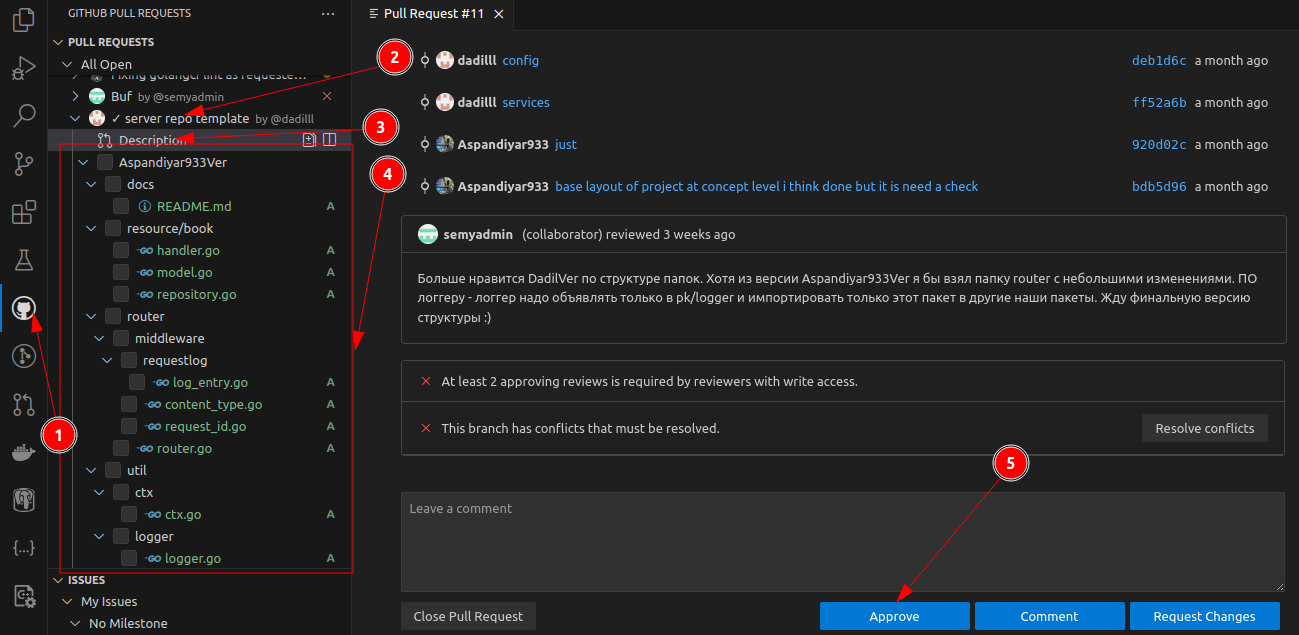 GITHUB PULL REQUESTS
PULL REQUESTS
All Open
Fixing golangci lint as requeste...
Buf by @semyadmin
✓ server repo template by @dadilll
Description
Aspandiyar933Ver
docs
README.md A
resource/book
handler.go A
model.go A
repository.go A
router
middleware
requestlog
log_entry.go A
content_type.go A
request_id.go A
router.go A
util
ctx
ctx.go A
logger
logger.go A
ISSUES
My Issues
No Milestone
1
2
3
4
5
Pull Request #11
dadilll config deb1d6c a month ago
dadilll services ff52a6b a month ago
Aspandiyar933 just 920d02c a month ago
Aspandiyar933 base layout of project at concept level i think done but it is need a check bdb5d96 a month ago
semyadmin (collaborator) reviewed 3 weeks ago
Больше нравится DadilVer по структуре папок. Хотя из версии Aspandiyar933Ver я бы взял папку router с небольшими изменениями. ПО
логгеру - логгер надо объявлять только в pk/logger и импортировать только этот пакет в другие наши пакеты. Жду финальную версию
структуры :)
At least 2 approving reviews is required by reviewers with write access.
This branch has conflicts that must be resolved. Resolve conflicts
Leave a comment
Close Pull Request Approve Comment Request Changes